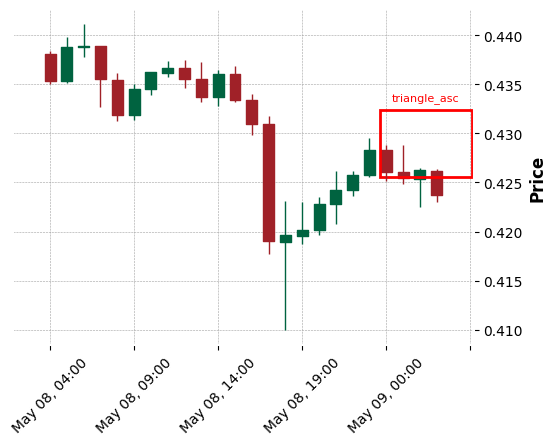 triangle_asc
0.440
0.435
0.430
0.425
0.420
0.415
0.410
Price
May 08, 04:00
May 08, 09:00
May 08, 14:00
May 08, 19:00
May 09, 00:00